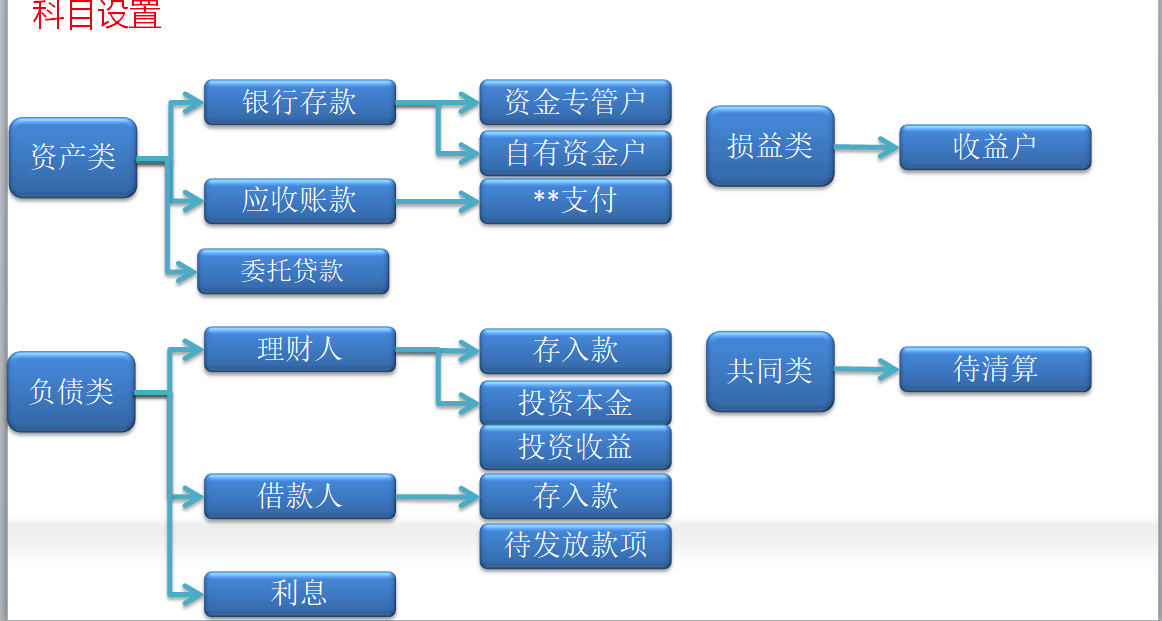 科目设置
资产类
银行存款
资金专管户
自有资金户
应收账款
**支付
委托贷款
损益类
收益户
负债类
理财人
存入款
投资本金
投资收益
借款人
存入款
待发放款项
利息
共同类
待清算